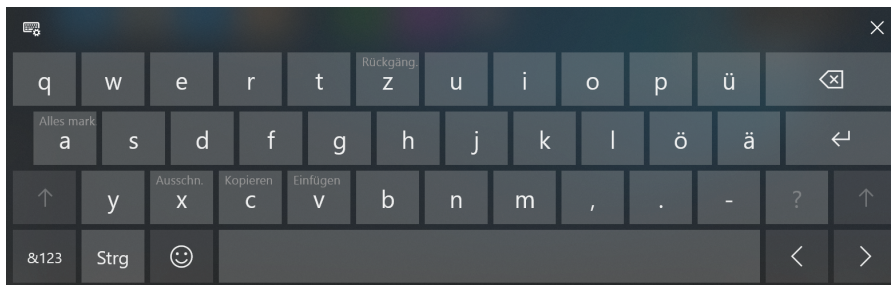 Rückgäng.
q w e r t z u i o p ü
Alles mark
a s d f g h j k l ö ä
Ausschn. Kopieren Einfügen
y x c v b n m , . - ?
&123 Strg